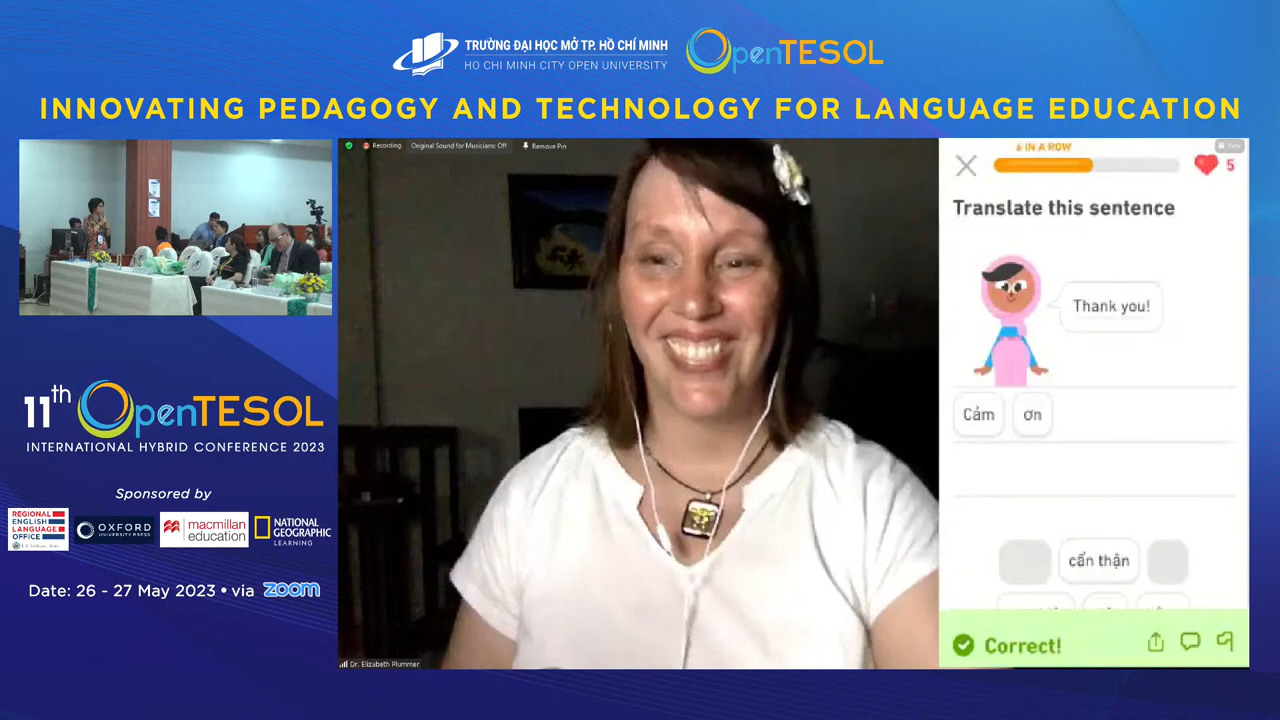 TRƯỜNG ĐẠI HỌC MỞ TP. HỒ CHÍ MINH
HO CHI MINH CITY OPEN UNIVERSITY
OpenTESOL
INNOVATING PEDAGOGY AND TECHNOLOGY FOR LANGUAGE EDUCATION
Recording
Original Sound for Musicians: Off
Remove Pin
View
6 IN A ROW
5
Translate this sentence
Thank you!
Cảm ơn
cẩn thận
Correct!
Dr. Elizabeth Plummer
11th OpenTESOL
INTERNATIONAL HYBRID CONFERENCE 2023
Sponsored by
REGIONAL
ENGLISH
LANGUAGE
OFFICE
OXFORD
UNIVERSITY PRESS
macmillan
education
NATIONAL
GEOGRAPHIC
LEARNING
Date: 26 - 27 May 2023 • via zoom